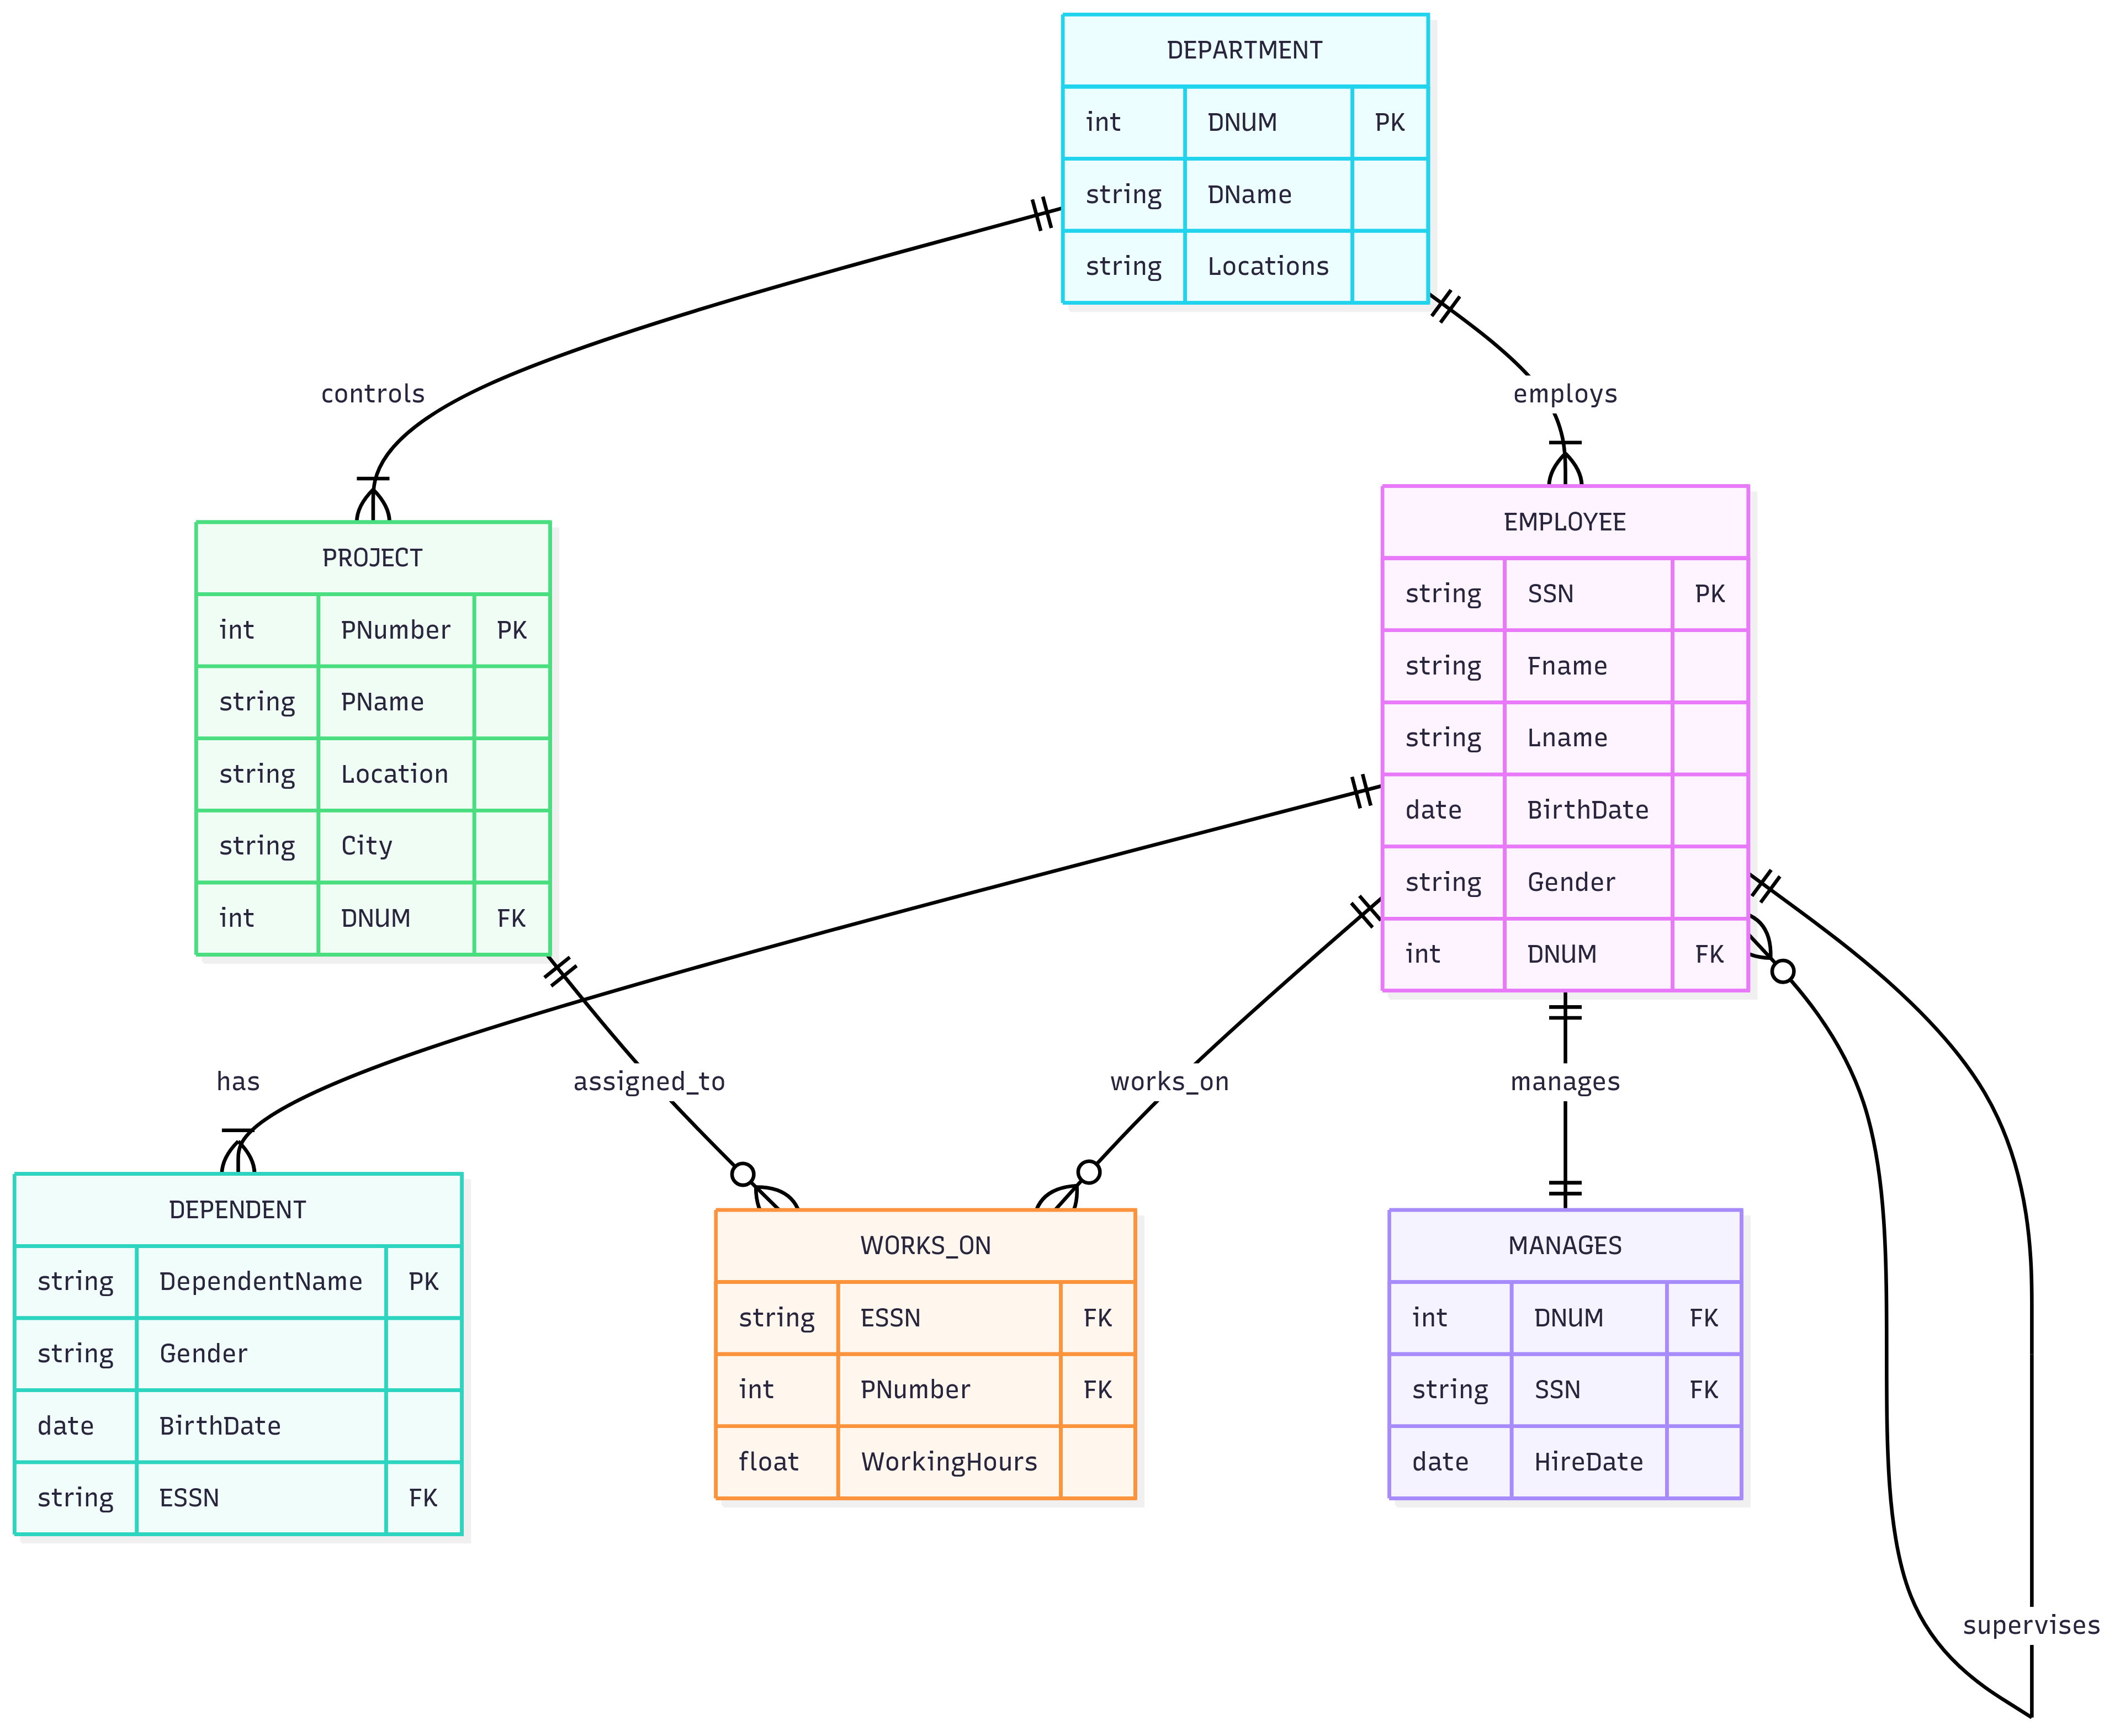 DEPARTMENT
int DNUM PK
string DName
string Locations
controls
employs
PROJECT
int PNumber PK
string PName
string Location
string City
int DNUM FK
EMPLOYEE
string SSN PK
string Fname
string Lname
date BirthDate
string Gender
int DNUM FK
has
assigned_to
works_on
manages
DEPENDENT
string DependentName PK
string Gender
date BirthDate
string ESSN FK
WORKS_ON
string ESSN FK
int PNumber FK
float WorkingHours
MANAGES
int DNUM FK
string SSN FK
date HireDate
supervises